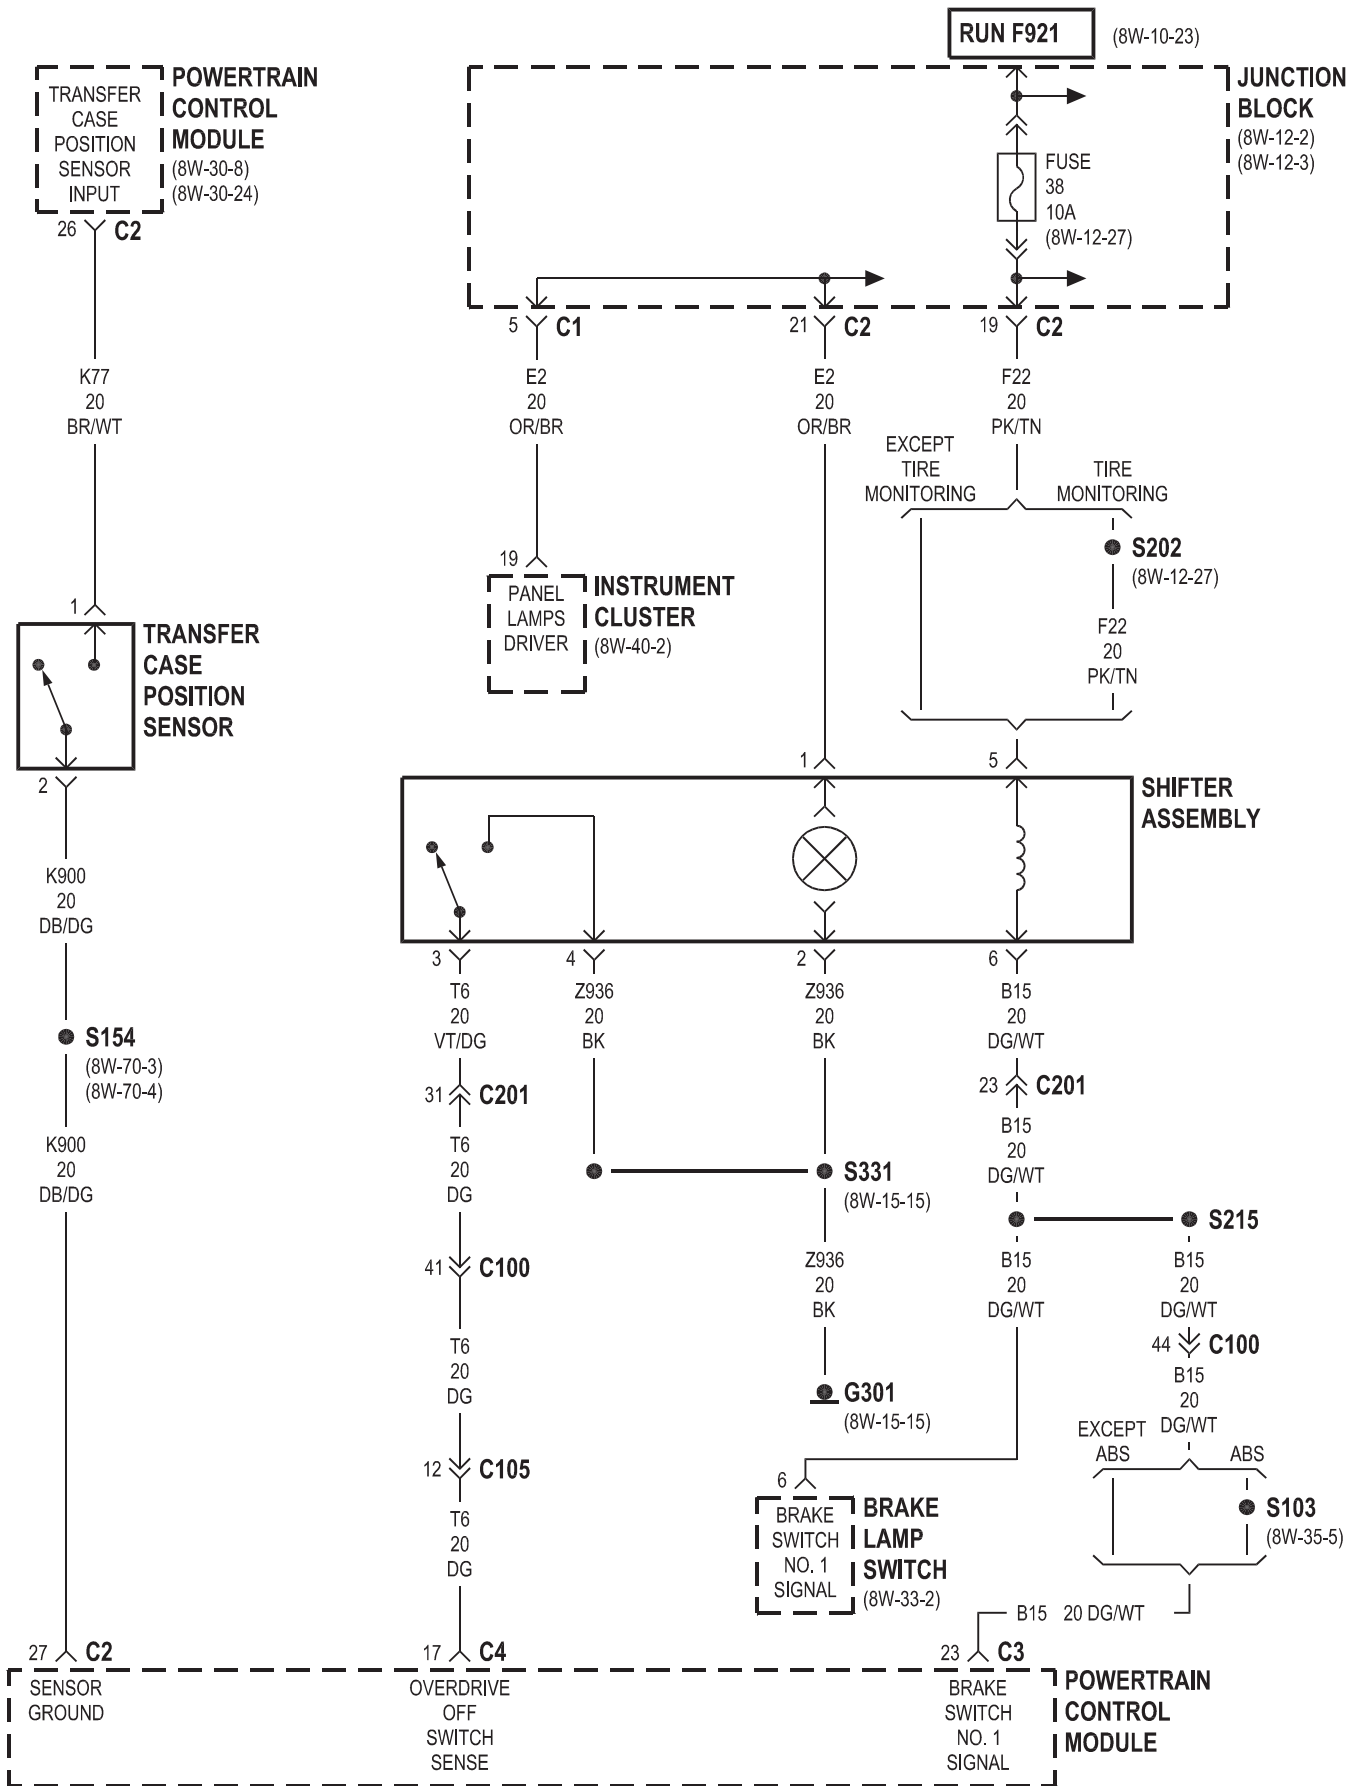 RUN F921
(8W-10-23)
TRANSFER
CASE
POSITION
SENSOR
INPUT
POWERTRAIN
CONTROL
MODULE
(8W-30-8)
(8W-30-24)
JUNCTION
BLOCK
(8W-12-2)
(8W-12-3)
FUSE
38
10A
(8W-12-27)
26
C2
5
C1
21
C2
19
C2
K77
20
BR/WT
E2
20
OR/BR
E2
20
OR/BR
F22
20
PK/TN
EXCEPT
TIRE
MONITORING
TIRE
MONITORING
S202
(8W-12-27)
F22
20
PK/TN
19
PANEL
LAMPS
DRIVER
INSTRUMENT
CLUSTER
(8W-40-2)
1
TRANSFER
CASE
POSITION
SENSOR
2
1
5
SHIFTER
ASSEMBLY
K900
20
DB/DG
3
4
2
6
T6
20
VT/DG
Z936
20
BK
Z936
20
BK
B15
20
DG/WT
S154
(8W-70-3)
(8W-70-4)
31
C201
23
C201
K900
20
DB/DG
T6
20
DG
B15
20
DG/WT
S331
(8W-15-15)
S215
41
C100
Z936
20
BK
B15
20
DG/WT
B15
20
DG/WT
44
C100
T6
20
DG
B15
20
DG/WT
G301
(8W-15-15)
EXCEPT
ABS
ABS
12
C105
6
BRAKE
SWITCH
NO. 1
SIGNAL
BRAKE
LAMP
SWITCH
(8W-33-2)
S103
(8W-35-5)
T6
20
DG
B15 20 DG/WT
27
C2
17
C4
23
C3
SENSOR
GROUND
OVERDRIVE
OFF
SWITCH
SENSE
BRAKE
SWITCH
NO. 1
SIGNAL
POWERTRAIN
CONTROL
MODULE